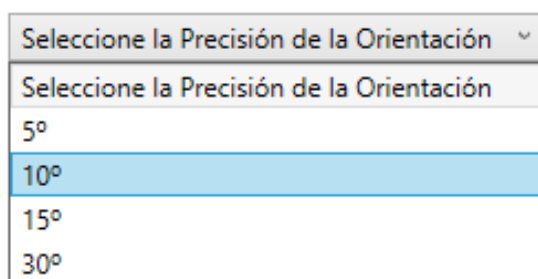 Seleccione la Precisión de la Orientación
Seleccione la Precisión de la Orientación
5º
10º
15º
30º